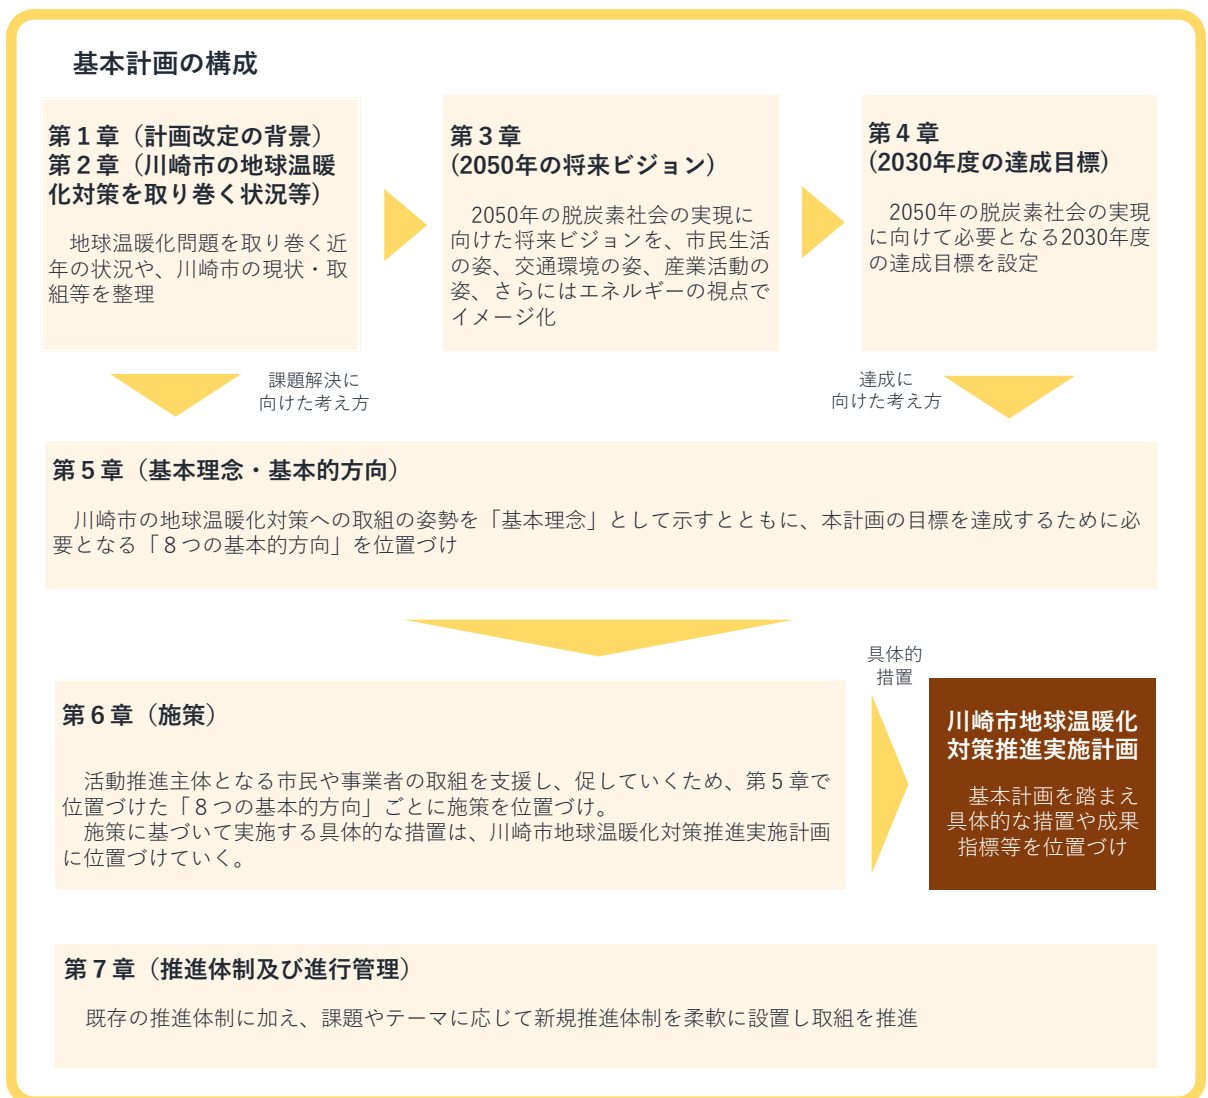 基本計画の構成
第１章（計画改定の背景）
第２章（川崎市の地球温暖
化対策を取り巻く状況等）
地球温暖化問題を取り巻く近
年の状況や、川崎市の現状・取
組等を整理
第３章
(2050年の将来ビジョン）
2050年の脱炭素社会の実現に
向けた将来ビジョンを、市民生活
の姿、交通環境の姿、産業活動の
姿、さらにはエネルギーの視点で
イメージ化
第４章
(2030年度の達成目標）
2050年の脱炭素社会の実現
に向けて必要となる2030年度
の達成目標を設定
課題解決に
向けた考え方
達成に
向けた考え方
第５章（基本理念・基本的方向）
川崎市の地球温暖化対策への取組の姿勢を「基本理念」として示すとともに、本計画の目標を達成するために必
要となる「８つの基本的方向」を位置づけ
第６章（施策）
活動推進主体となる市民や事業者の取組を支援し、促していくため、第５章で
位置づけた「８つの基本的方向」ごとに施策を位置づけ。
施策に基づいて実施する具体的な措置は、川崎市地球温暖化対策推進実施計画
に位置づけていく。
具体的
措置
川崎市地球温暖化
対策推進実施計画
基本計画を踏まえ
具体的な措置や成果
指標等を位置づけ
第７章（推進体制及び進行管理）
既存の推進体制に加え、課題やテーマに応じて新規推進体制を柔軟に設置し取組を推進